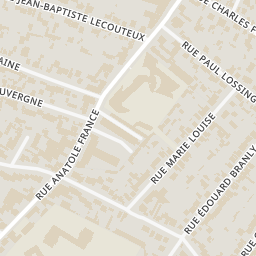 JEAN-BAPTISTE LECOUTEUX
RUE CHARLES F
RUE PAUL LOSSING
AINE
UVERGNE
RUE ANATOLE FRANCE
RUE MARIE LOUISE
RUE ÉDOUARD BRANLY
RUE